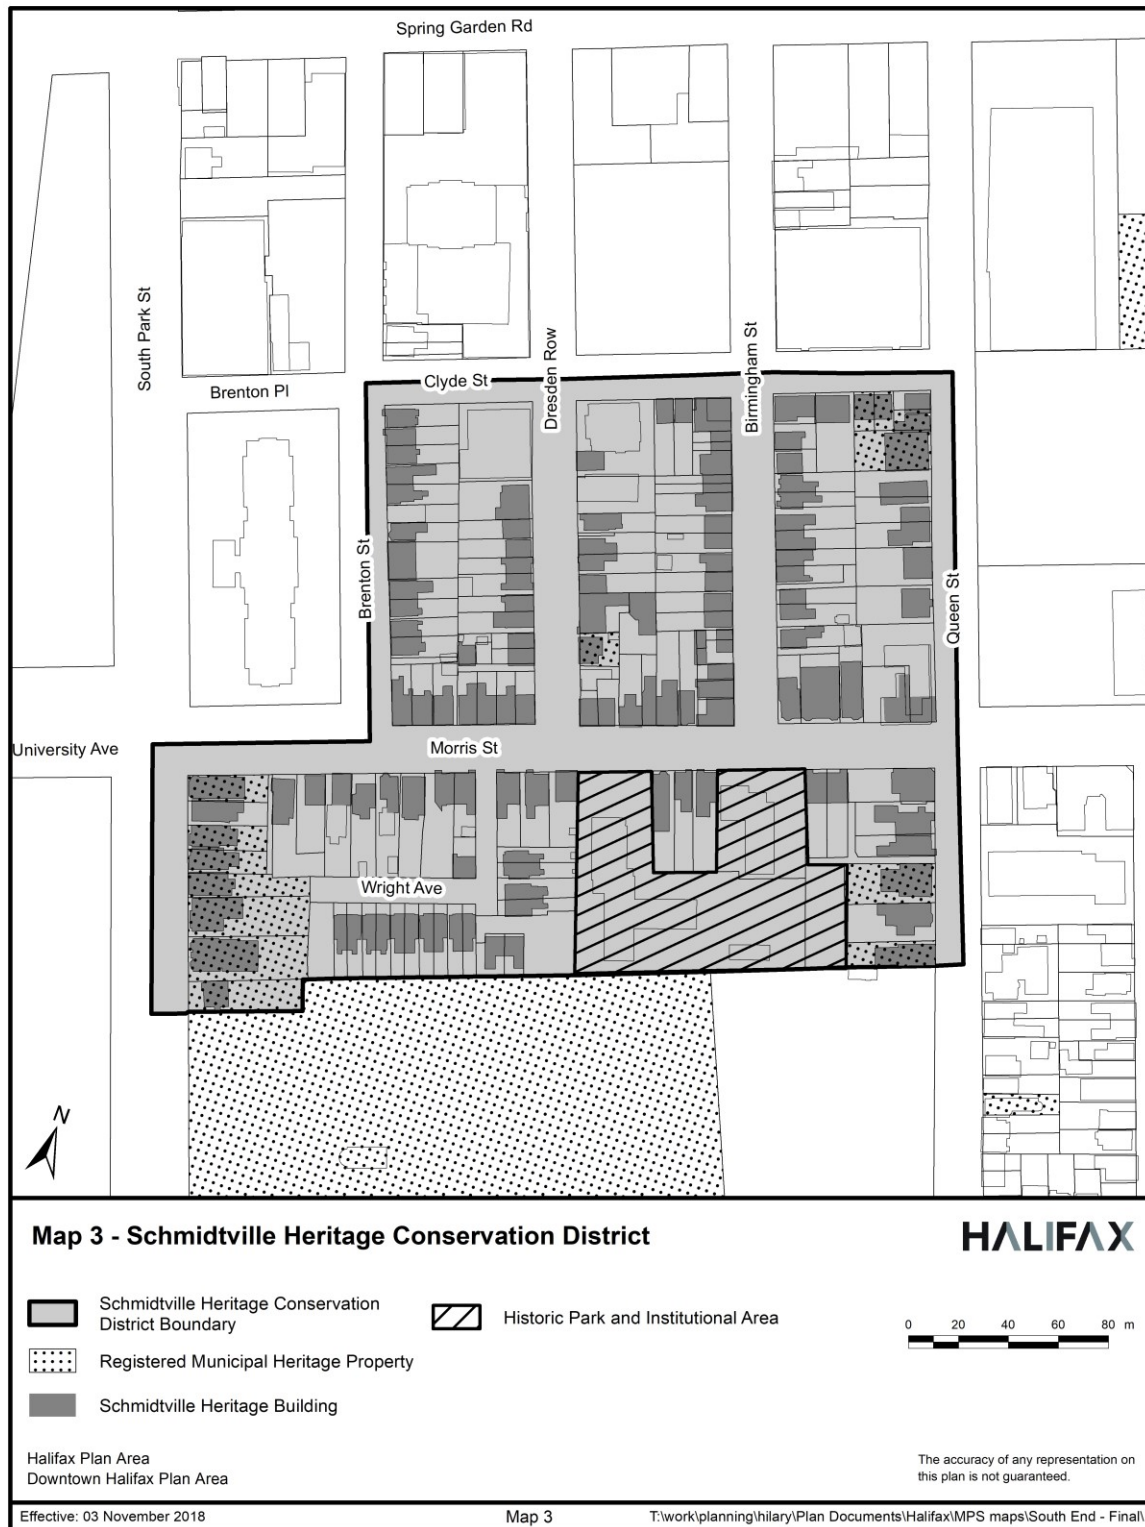 Spring Garden Rd
South Park St
Brenton Pl
Clyde St
Dresden Row
Birmingham St
Brenton St
Queen St
University Ave
Morris St
Wright Ave
N
Map 3 - Schmidtville Heritage Conservation District
HALIFAX
Schmidtville Heritage Conservation
District Boundary
Historic Park and Institutional Area
0 20 40 60 80 m
Registered Municipal Heritage Property
Schmidtville Heritage Building
Halifax Plan Area
Downtown Halifax Plan Area
The accuracy of any representation on
this plan is not guaranteed.
Effective: 03 November 2018
Map 3
T:\work\planning\hilary\Plan Documents\Halifax\MPS maps\South End - Final\